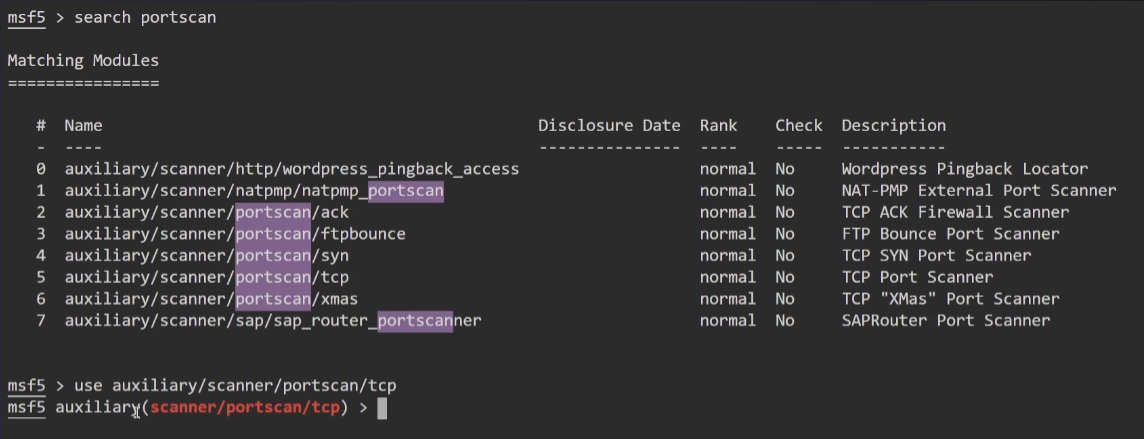 msf5 > search portscan
Matching Modules
================
# Name Disclosure Date Rank Check Description
- ---- --------------- ---- ----- -----------
0 auxiliary/scanner/http/wordpress_pingback_access normal No Wordpress Pingback Locator
1 auxiliary/scanner/natpmp/natpmp_portscan normal No NAT-PMP External Port Scanner
2 auxiliary/scanner/portscan/ack normal No TCP ACK Firewall Scanner
3 auxiliary/scanner/portscan/ftpbounce normal No FTP Bounce Port Scanner
4 auxiliary/scanner/portscan/syn normal No TCP SYN Port Scanner
5 auxiliary/scanner/portscan/tcp normal No TCP Port Scanner
6 auxiliary/scanner/portscan/xmas normal No TCP "XMas" Port Scanner
7 auxiliary/scanner/sap/sap_router_portscanner normal No SAPRouter Port Scanner
msf5 > use auxiliary/scanner/portscan/tcp
msf5 auxiliary(scanner/portscan/tcp) >